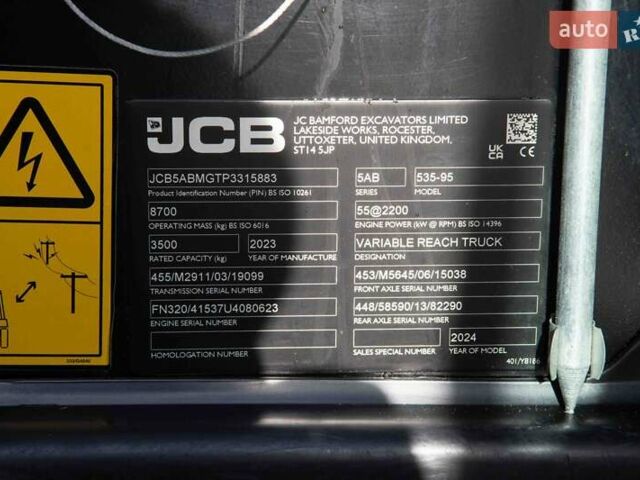 auto
JCB
JC BAMFORD EXCAVATORS LIMITED
LAKESIDE WORKS, ROCESTER,
UTTOXETER, UNITED KINGDOM.
ST14 5JP
UK
CA
CE
JCB5ABMGTP3315883
Product Identification Number (PIN) BS ISO 10261
5AB
SERIES
535-95
MODEL
8700
OPERATING MASS (kg) BS ISO 6016
55@2200
ENGINE POWER (kW @ RPM) BS ISO 14396
3500
RATED CAPACITY (kg)
2023
YEAR OF MANUFACTURE
VARIABLE REACH TRUCK
DESIGNATION
455/M2911/03/19099
TRANSMISSION SERIAL NUMBER
453/M5645/06/15038
FRONT AXLE SERIAL NUMBER
FN320/41537U4080623
ENGINE SERIAL NUMBER
448/58590/13/82290
REAR AXLE SERIAL NUMBER
HOMOLOGATION NUMBER
SALES SPECIAL NUMBER
2024
YEAR OF MODEL
401/YB186